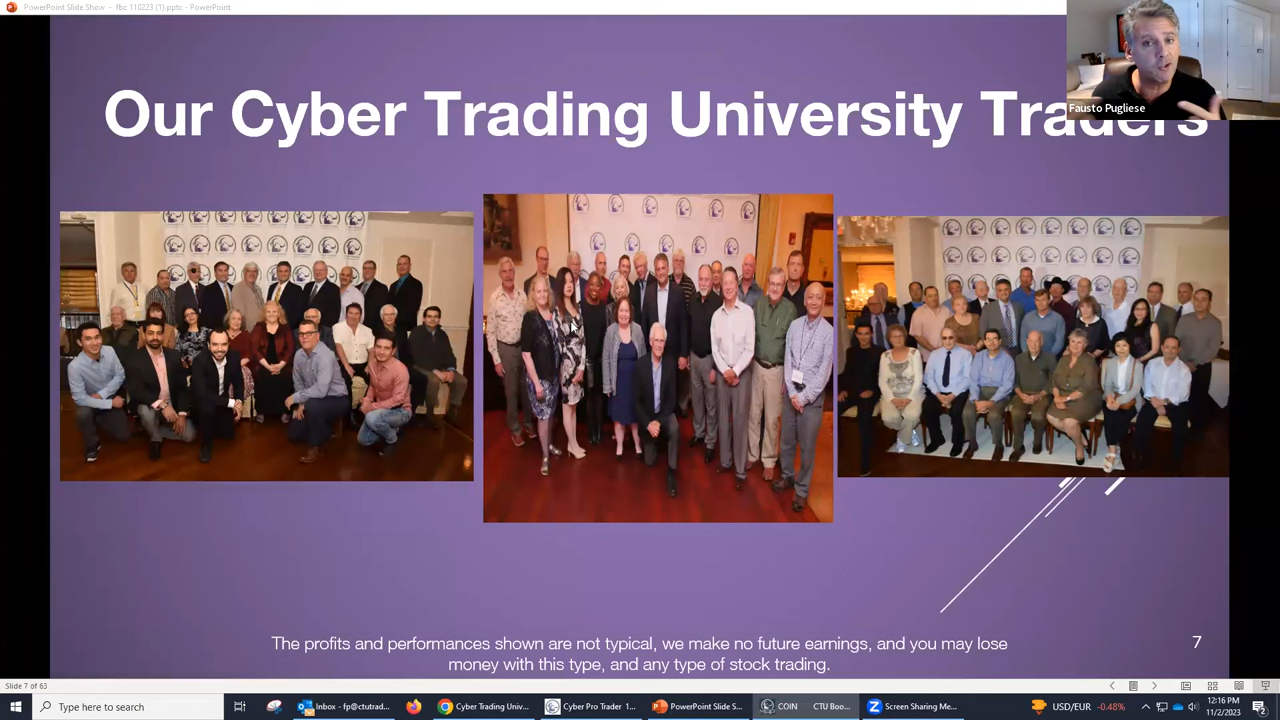 PowerPoint Slide Show - fbc 110223 (1).pptx - PowerPoint
Our Cyber Trading University Traders
Fausto Pugliese
The profits and performances shown are not typical, we make no future earnings, and you may lose
money with this type, and any type of stock trading.
7
Slide 7 of 63
Type here to search
Inbox - fp@ctutrad...
Cyber Trading Univ...
Cyber Pro Trader 1...
PowerPoint Slide S...
COIN CTU Boo...
Screen Sharing Me...
USD/EUR -0.48%
12:16 PM
11/2/2023
2